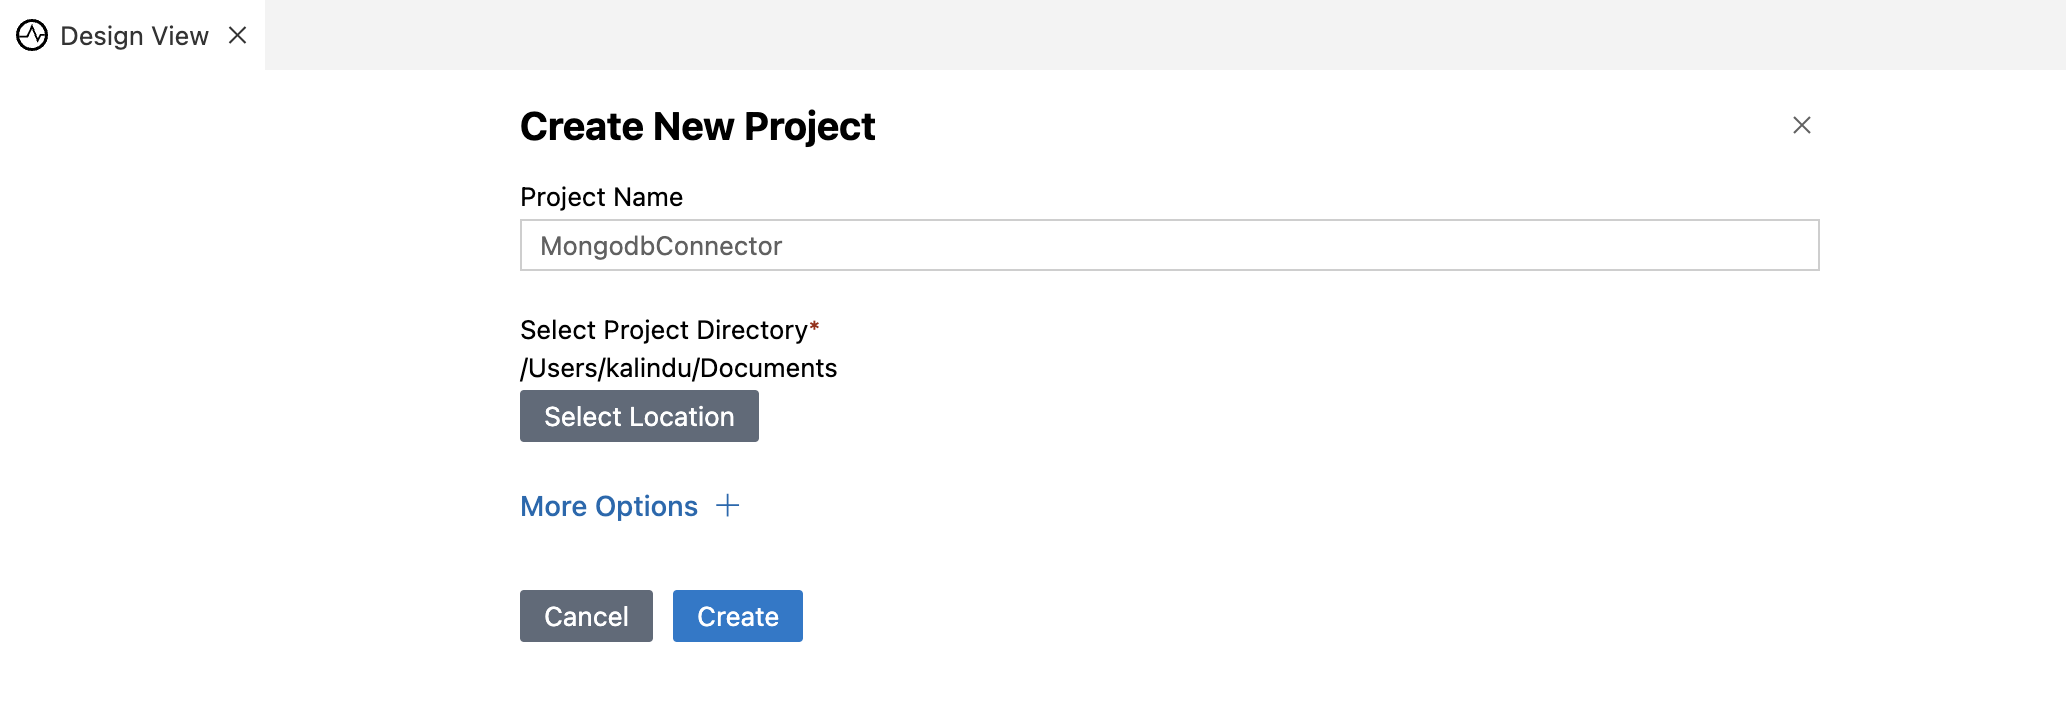 Design View
Create New Project
Project Name
MongodbConnector
Select Project Directory*
/Users/kalindu/Documents
Select Location
More Options +
Cancel Create